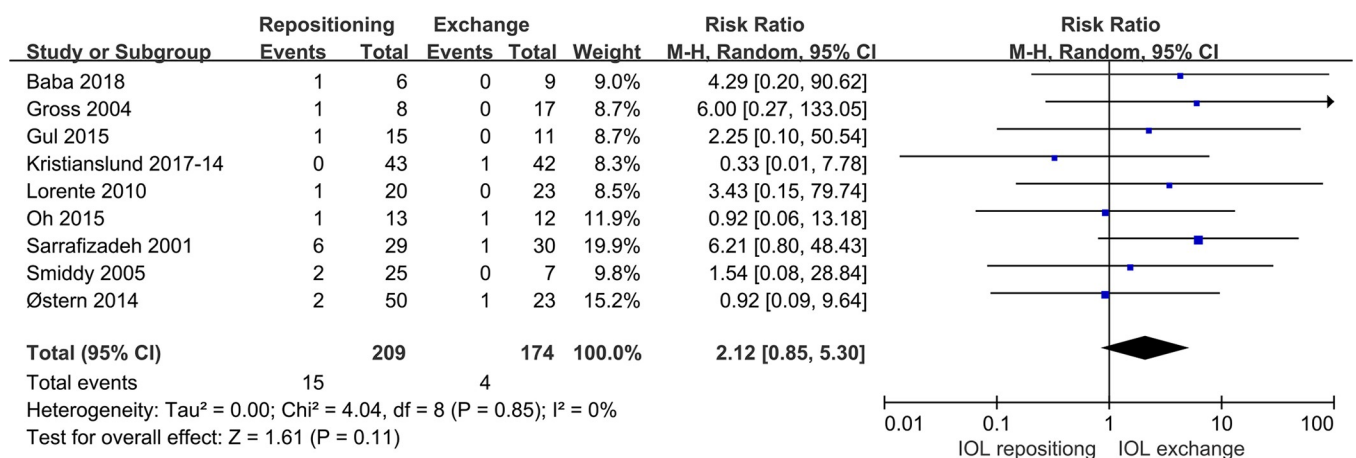 Repositioning Exchange Risk Ratio Risk Ratio
Study or Subgroup Events Total Events Total Weight M-H, Random, 95% CI M-H, Random, 95% CI
Baba 2018 1 6 0 9 9.0% 4.29 [0.20, 90.62]
Gross 2004 1 8 0 17 8.7% 6.00 [0.27, 133.05]
Gul 2015 1 15 0 11 8.7% 2.25 [0.10, 50.54]
Kristianslund 2017-14 0 43 1 42 8.3% 0.33 [0.01, 7.78]
Lorente 2010 1 20 0 23 8.5% 3.43 [0.15, 79.74]
Oh 2015 1 13 1 12 11.9% 0.92 [0.06, 13.18]
Sarrafizadeh 2001 6 29 1 30 19.9% 6.21 [0.80, 48.43]
Smiddy 2005 2 25 0 7 9.8% 1.54 [0.08, 28.84]
Østern 2014 2 50 1 23 15.2% 0.92 [0.09, 9.64]
Total (95% CI) 209 174 100.0% 2.12 [0.85, 5.30]
Total events 15 4
Heterogeneity: Tau² = 0.00; Chi² = 4.04, df = 8 (P = 0.85); I² = 0%
Test for overall effect: Z = 1.61 (P = 0.11)
0.01 0.1 1 10 100
IOL repositiong IOL exchange